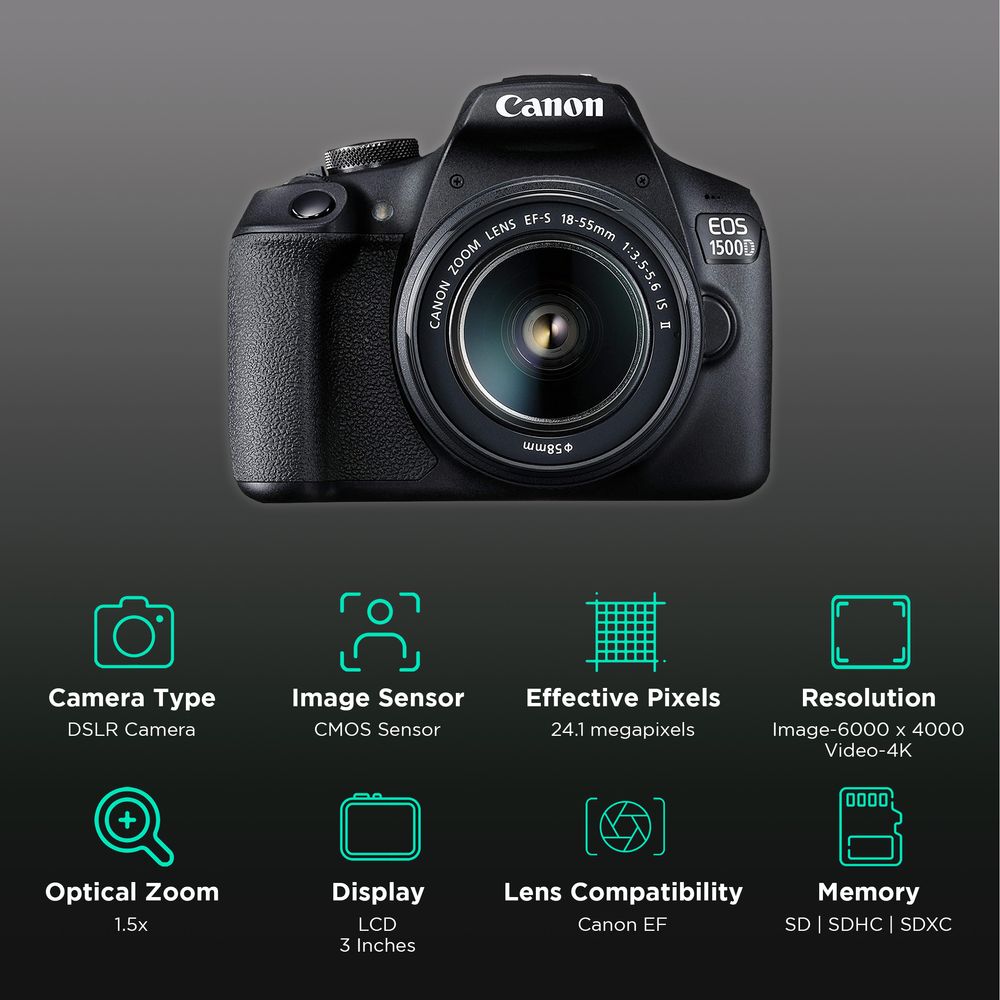 Canon
EOS
1500D
CANON ZOOM LENS EF-S 18-55mm 1:3.5-5.6 IS II
ϕ58mm
Camera Type
DSLR Camera
Image Sensor
CMOS Sensor
Effective Pixels
24.1 megapixels
Resolution
Image-6000 x 4000
Video-4K
Optical Zoom
1.5x
Display
LCD
3 Inches
Lens Compatibility
Canon EF
Memory
SD | SDHC | SDXC